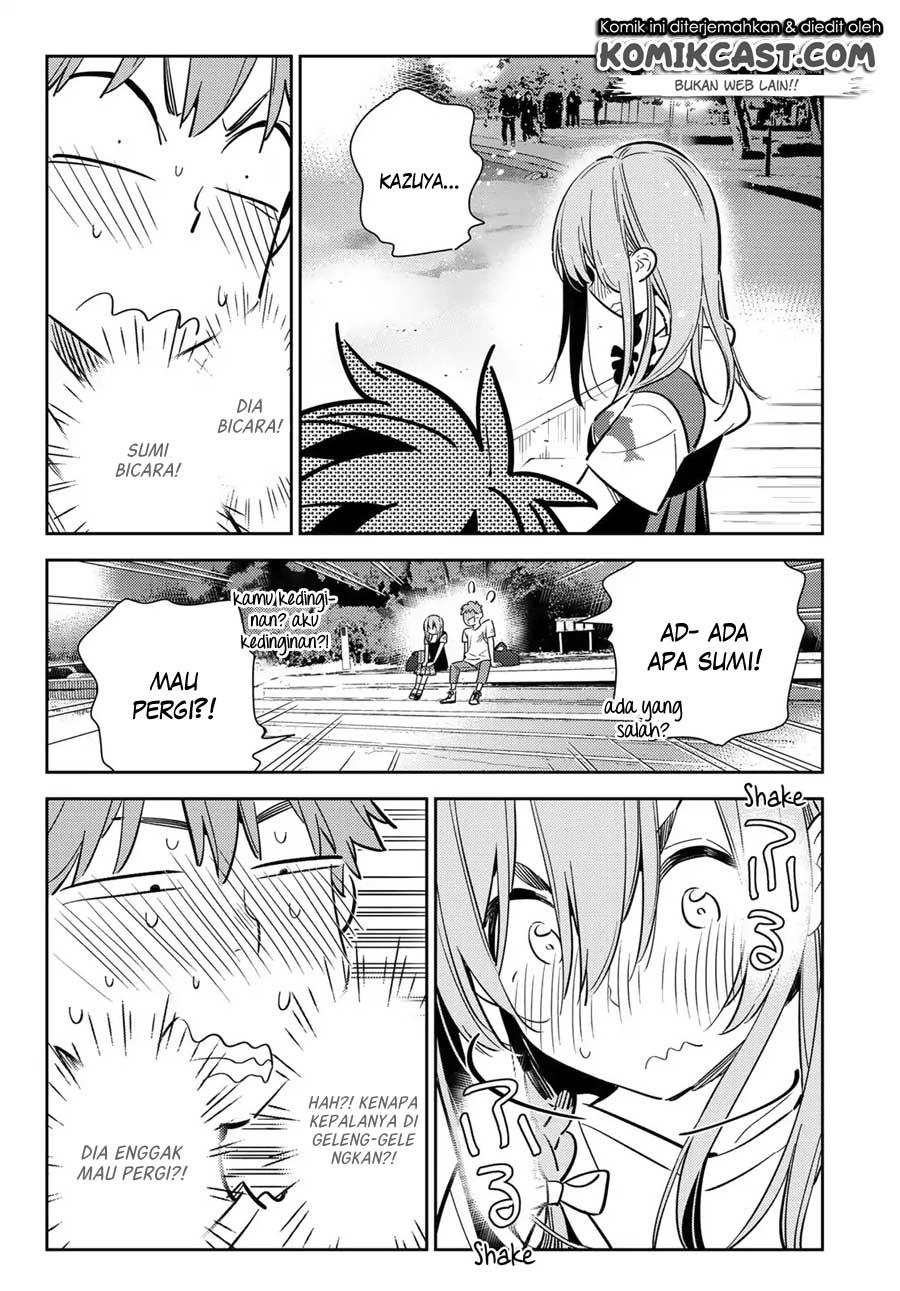 Komik ini diterjemahkan & diedit oleh
KOMIKCAST.COM
BUKAN WEB LAIN!!
KAZUYA...
DIA
BICARA!
SUMI
BICARA!
AD- ADA
APA SUMI!
ada yang
salah?
kamu kedingi-
nan? aku
kedinginan?!
MAU
PERGI?!
Shake
ふる
ふる
Shake
HAH?! KENAPA
KEPALANYA DI
GELENG-GELE
NGKAN?!
DIA ENGGAK
MAU PERGI?!